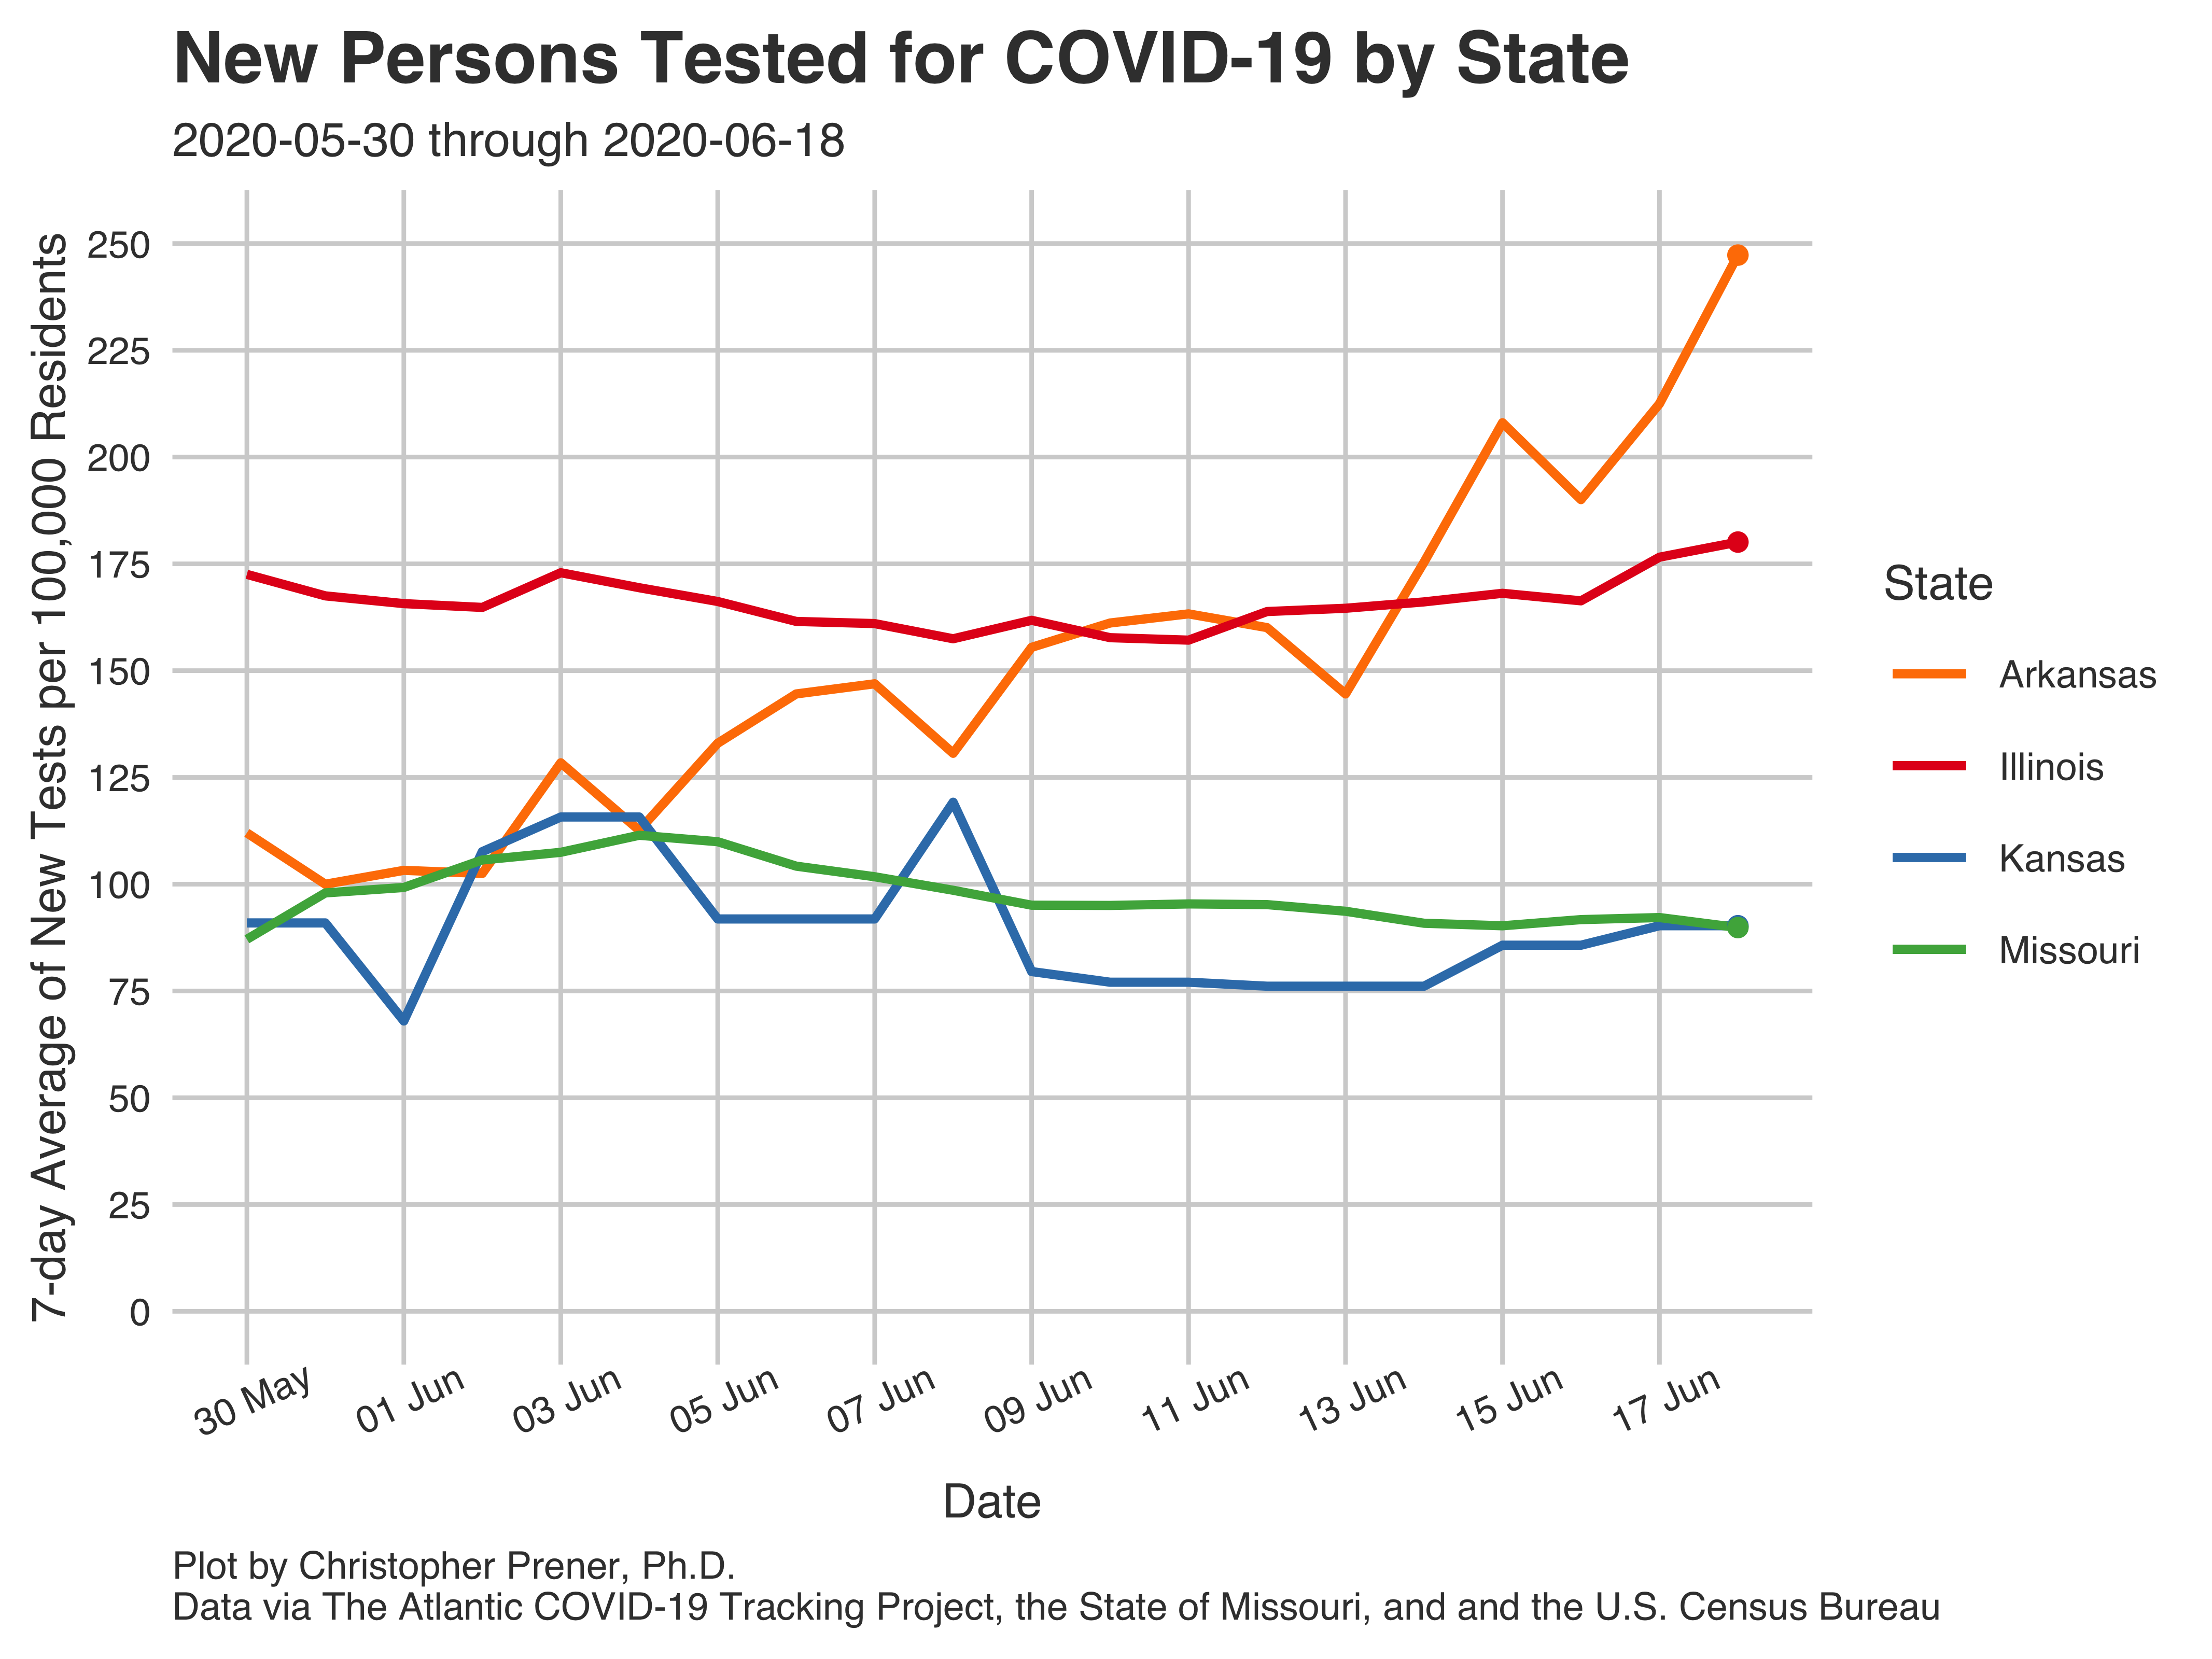 New Persons Tested for COVID-19 by State
2020-05-30 through 2020-06-18
7-day Average of New Tests per 100,000 Residents
250
225
200
175
150
125
100
75
50
25
0
30 May
01 Jun
03 Jun
05 Jun
07 Jun
09 Jun
11 Jun
13 Jun
15 Jun
17 Jun
Date
State
Arkansas
Illinois
Kansas
Missouri
Plot by Christopher Prener, Ph.D.
Data via The Atlantic COVID-19 Tracking Project, the State of Missouri, and and the U.S. Census Bureau